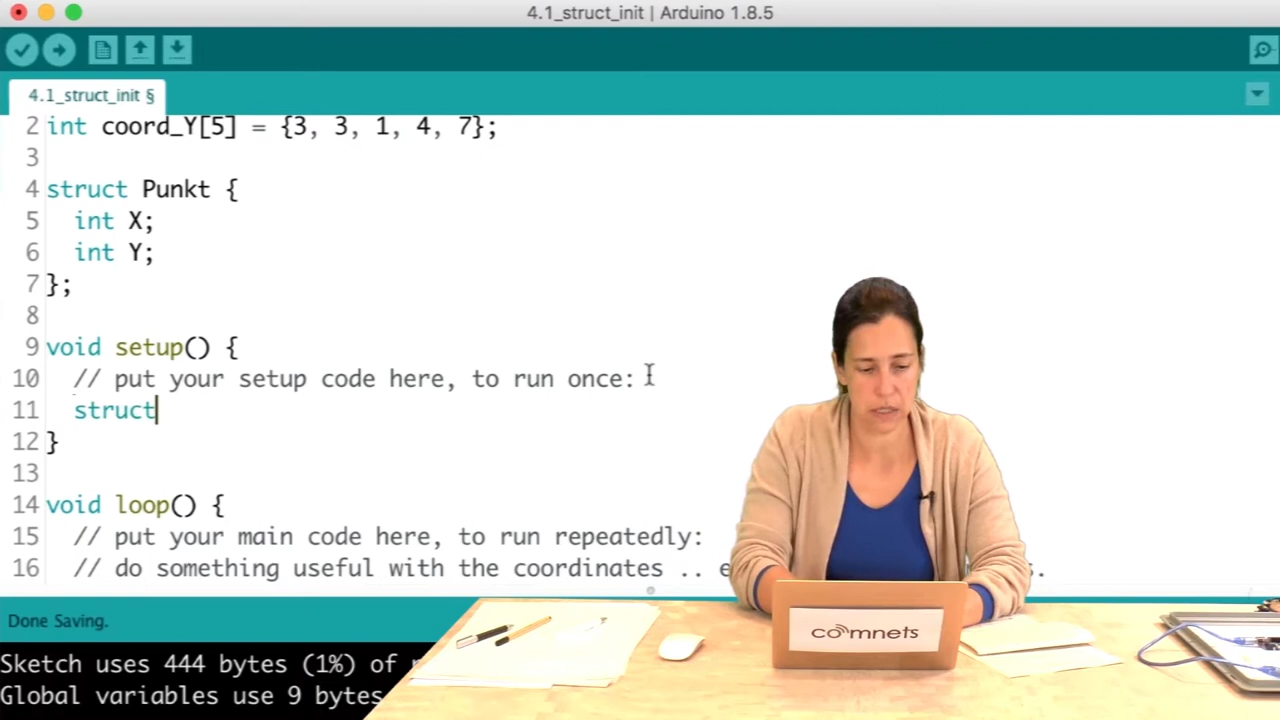 4.1_struct_init | Arduino 1.8.5
4.1_struct_init §
2 int coord_Y[5] = {3, 3, 1, 4, 7};
3
4 struct Punkt {
5 int X;
6 int Y;
7 };
8
9 void setup() {
10 // put your setup code here, to run once:
11 struct
12 }
13
14 void loop() {
15 // put your main code here, to run repeatedly:
16 // do something useful with the coordinates ..
Done Saving.
Sketch uses 444 bytes (1%) of
Global variables use 9 bytes
comnets